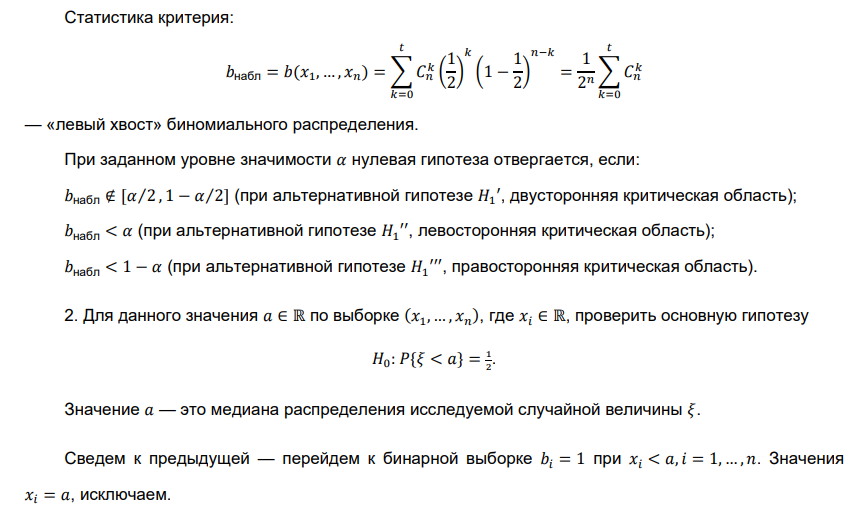 Статистика критерия:
$b_{\text{набл}} = b(x_1, \dots, x_n) = \sum_{k=0}^{t} C_n^k \left(\frac{1}{2}\right)^k \left(1 - \frac{1}{2}\right)^{n-k} = \frac{1}{2^n} \sum_{k=0}^{t} C_n^k$
— «левый хвост» биномиального распределения.
При заданном уровне значимости $\alpha$ нулевая гипотеза отвергается, если:
$b_{\text{набл}} \notin [\alpha/2, 1 - \alpha/2]$ (при альтернативной гипотезе $H_1'$, двусторонняя критическая область);
$b_{\text{набл}} < \alpha$ (при альтернативной гипотезе $H_1''$, левосторонняя критическая область);
$b_{\text{набл}} < 1 - \alpha$ (при альтернативной гипотезе $H_1'''$, правосторонняя критическая область).
2. Для данного значения $a \in \mathbb{R}$ по выборке $(x_1, \dots, x_n)$, где $x_i \in \mathbb{R}$, проверить основную гипотезу
$H_0: P\{\xi < a\} = \frac{1}{2}.$
Значение $a$ — это медиана распределения исследуемой случайной величины $\xi$.
Сведем к предыдущей — перейдем к бинарной выборке $b_i = 1$ при $x_i < a, i = 1, \dots, n$. Значения
$x_i = a$, исключаем.